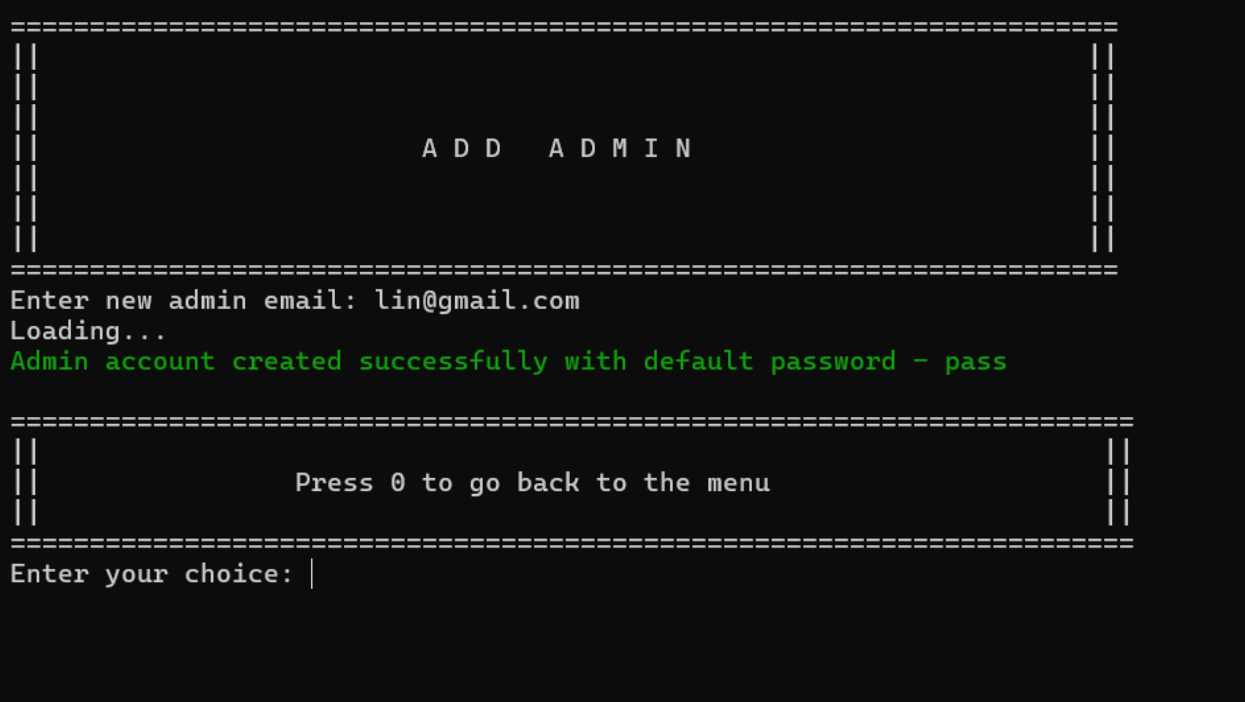 ======================================================================
||                                                                  ||
||                                                                  ||
||                                                                  ||
||                        A D D   A D M I N                         ||
||                                                                  ||
||                                                                  ||
||                                                                  ||
======================================================================
Enter new admin email: lin@gmail.com
Loading...
Admin account created successfully with default password - pass
=======================================================================
||                                                                   ||
||                Press 0 to go back to the menu                     ||
||                                                                   ||
=======================================================================
Enter your choice: